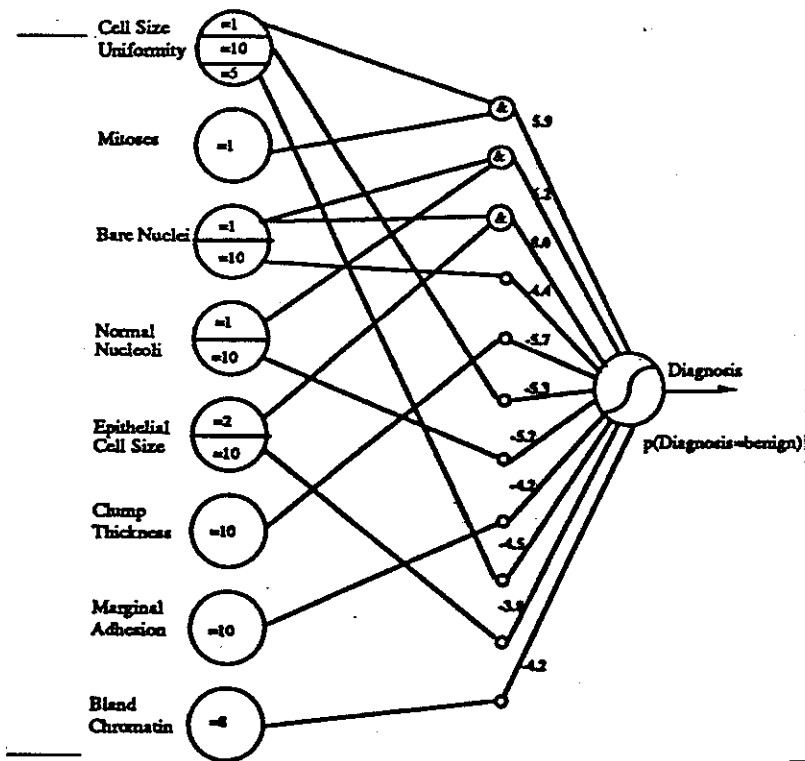 Cell Size
Uniformity
=1
=10
=5
Mitoses
=1
Bare Nuclei
=1
=10
Normal
Nucleoli
=1
=10
Epithelial
Cell Size
=2
=10
Clump
Thickness
=10
Marginal
Adhesion
=10
Bland
Chromatin
&
&
&
-5.7
-5.3
-5.2
-4.2
-4.5
-4.2
Diagnosis
p(Diagnosis=benign)